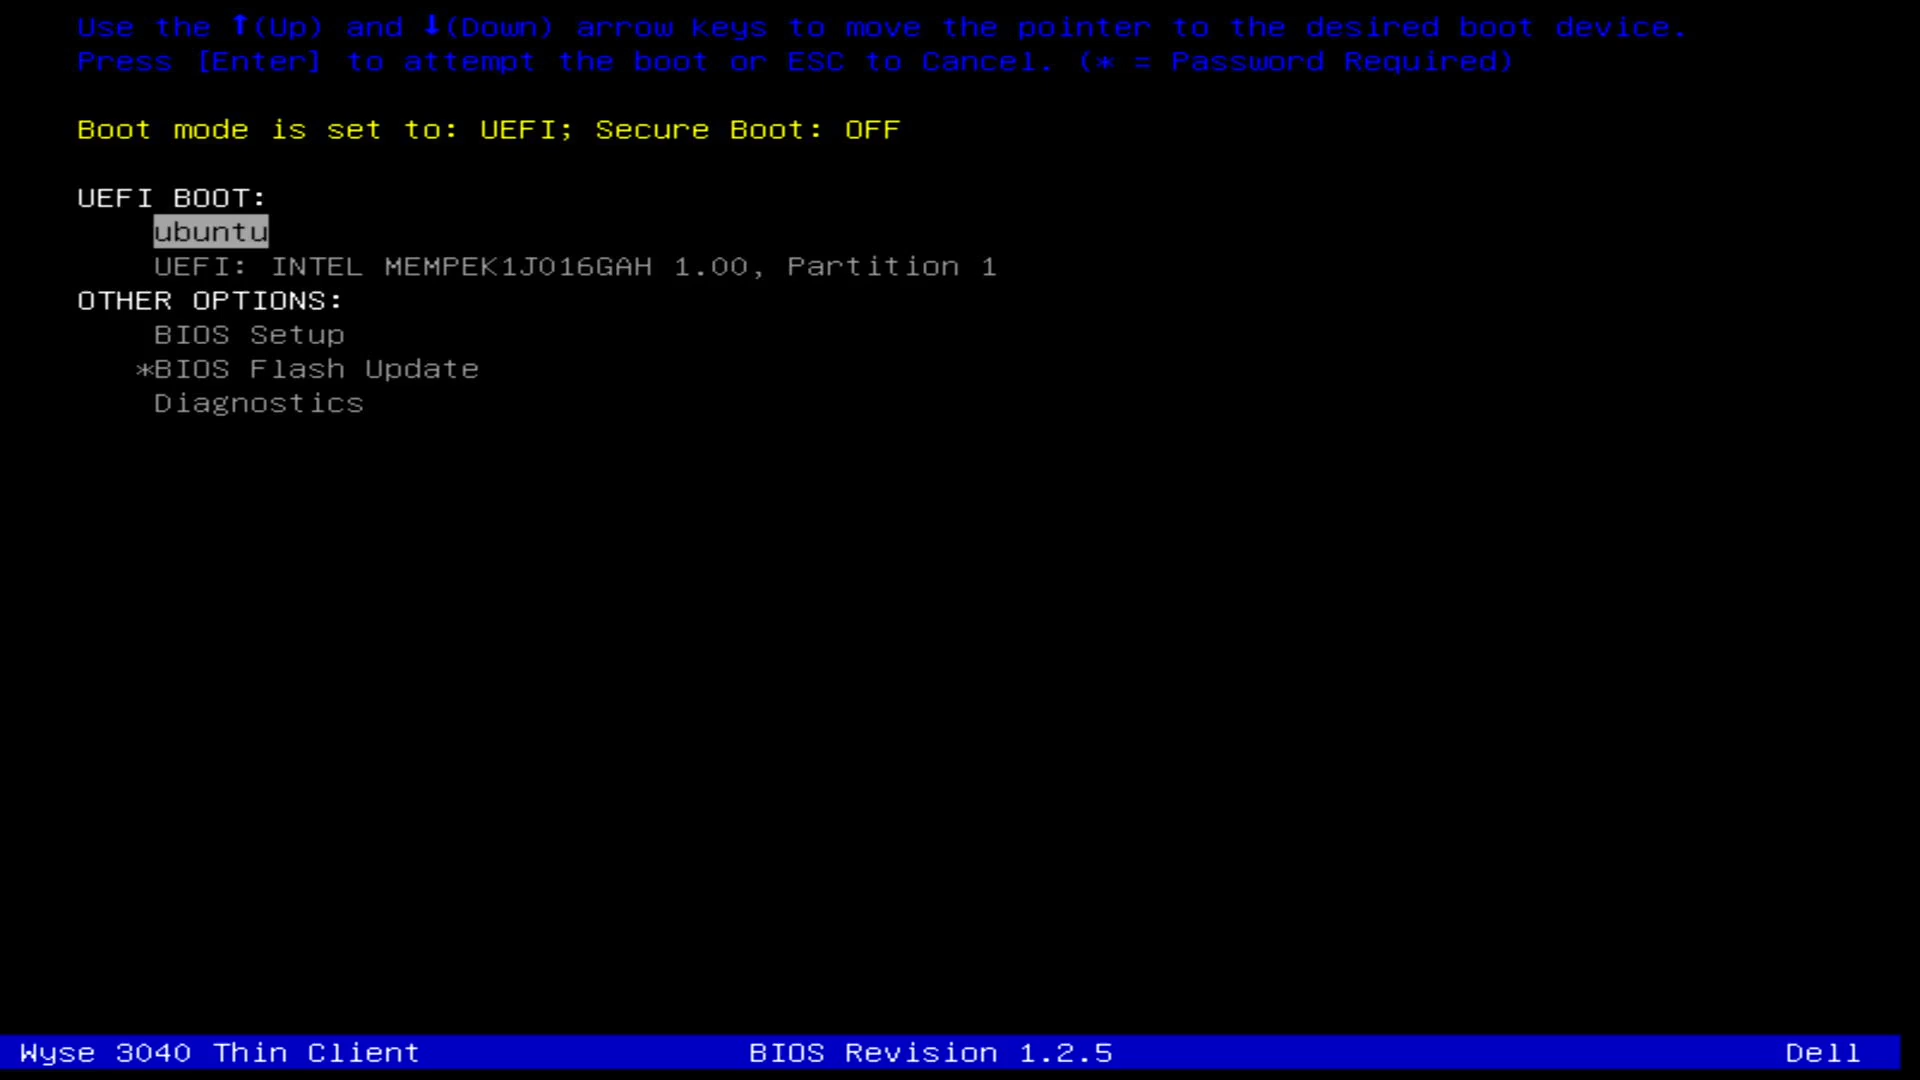 Use the ↑(Up) and ↓(Down) arrow keys to move the pointer to the desired boot device.
Press [Enter] to attempt the boot or ESC to Cancel. (* = Password Required)
Boot mode is set to: UEFI; Secure Boot: OFF
UEFI BOOT:
ubuntu
UEFI: INTEL MEMPEK1J016GAH 1.00, Partition 1
OTHER OPTIONS:
BIOS Setup
*BIOS Flash Update
Diagnostics
Wyse 3040 Thin Client BIOS Revision 1.2.5 Dell